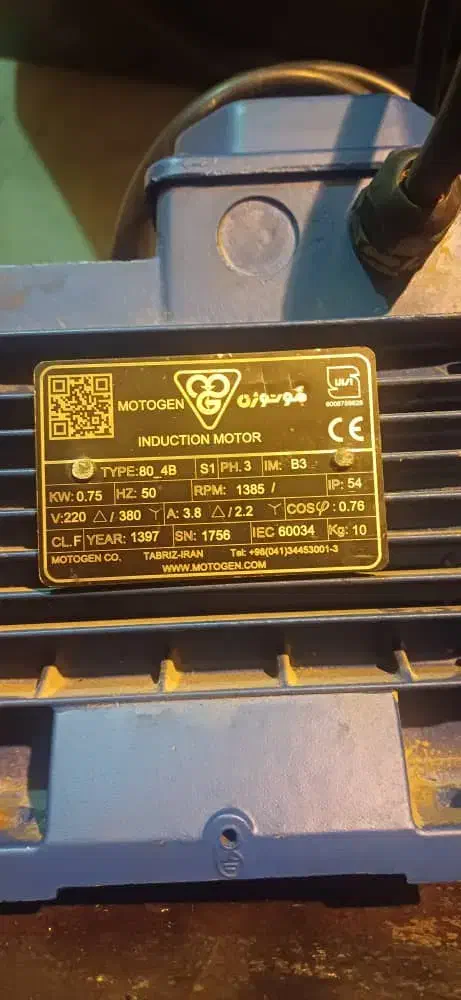 MOTOGEN MG موتوژن
INDUCTION MOTOR
TYPE:80_4B S1 PH.3 IM: B3
KW: 0.75 HZ: 50 RPM: 1385 / IP: 54
V:220 △ / 380 Y A: 3.8 △ / 2.2 Y COSφ : 0.76
CL.F YEAR: 1397 SN: 1756 IEC 60034 Kg: 10
MOTOGEN CO. TABRIZ-IRAN Tel: +98(041)34453001-3
WWW.MOTOGEN.COM
CE